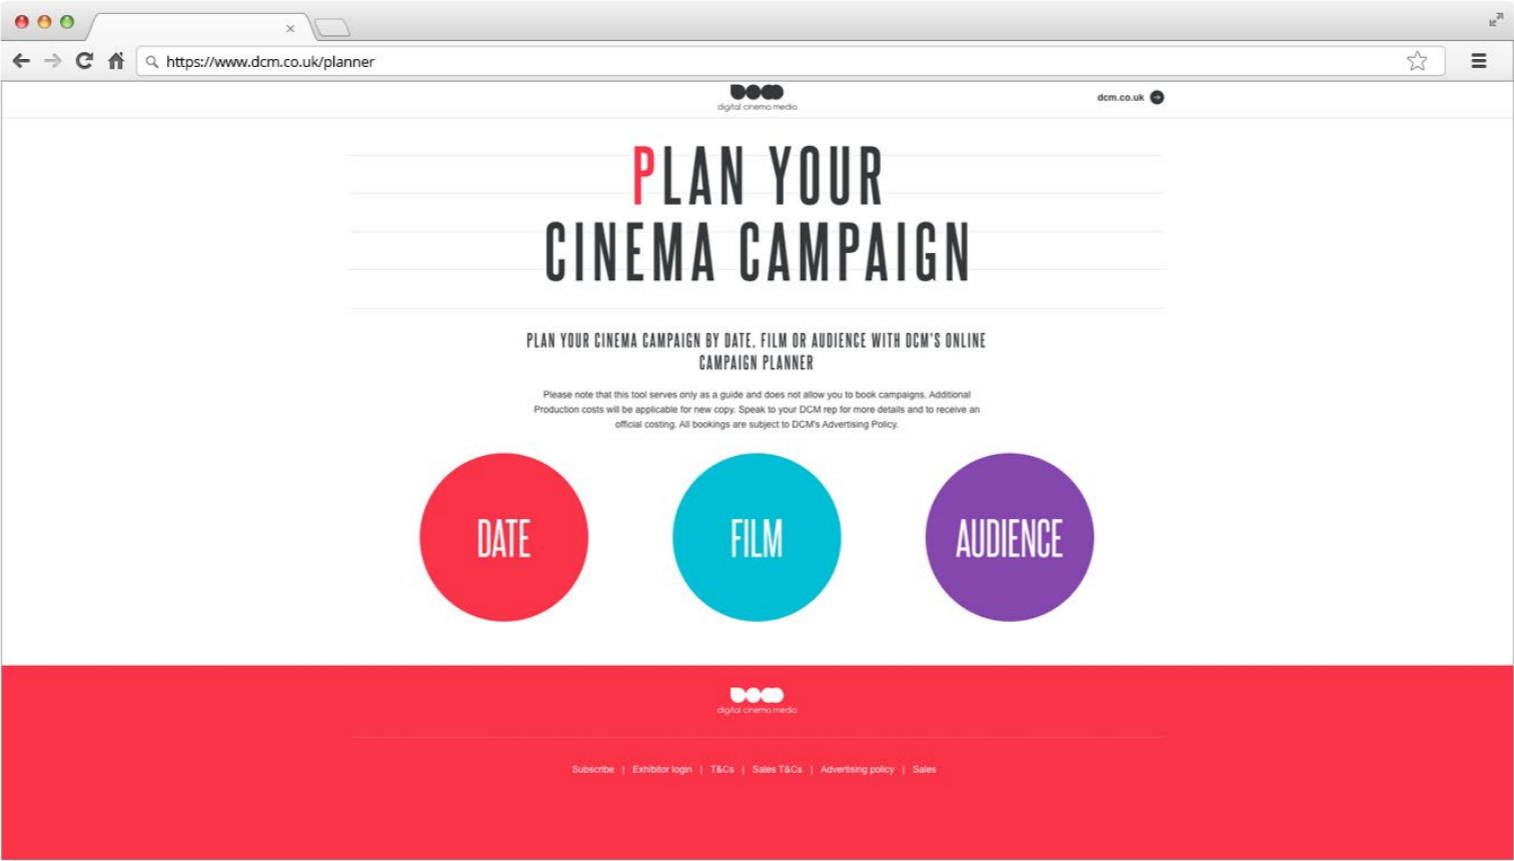 https://www.dcm.co.uk/planner
digital cinema media
dcm.co.uk
PLAN YOUR
CINEMA CAMPAIGN
PLAN YOUR CINEMA CAMPAIGN BY DATE, FILM OR AUDIENCE WITH DCM'S ONLINE
CAMPAIGN PLANNER
Please note that this tool serves only as a guide and does not allow you to book campaigns. Additional
Production costs will be applicable for new copy. Speak to your DCM rep for more details and to receive an
official costing. All bookings are subject to DCM's Advertising Policy.
DATE
FILM
AUDIENCE
digital cinema media
Subscribe | Exhibitor login | T&Cs | Sales T&Cs | Advertising policy | Sales